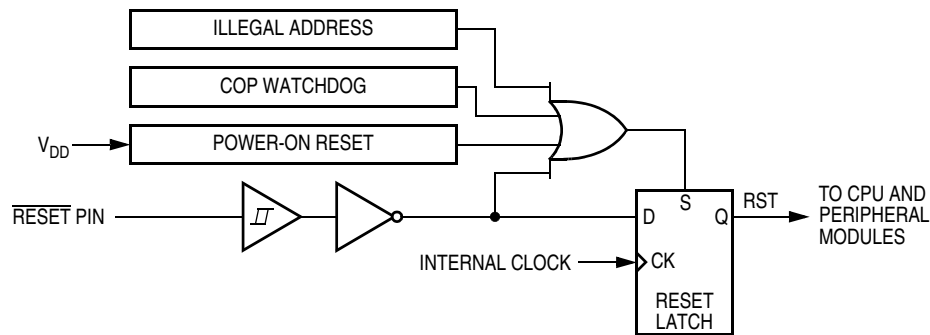 ILLEGAL ADDRESS
COP WATCHDOG
V_DD
POWER-ON RESET
RESET PIN
D
S
Q
RST
TO CPU AND
PERIPHERAL
MODULES
INTERNAL CLOCK
CK
RESET
LATCH